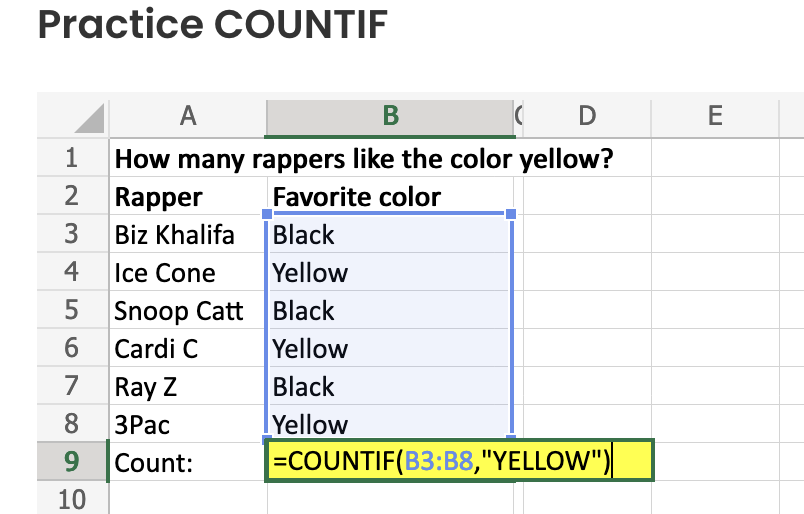 Practice COUNTIF
A B C D E
1 How many rappers like the color yellow?
2 Rapper Favorite color
3 Biz Khalifa Black
4 Ice Cone Yellow
5 Snoop Catt Black
6 Cardi C Yellow
7 Ray Z Black
8 3Pac Yellow
9 Count: =COUNTIF(B3:B8,"YELLOW")
10